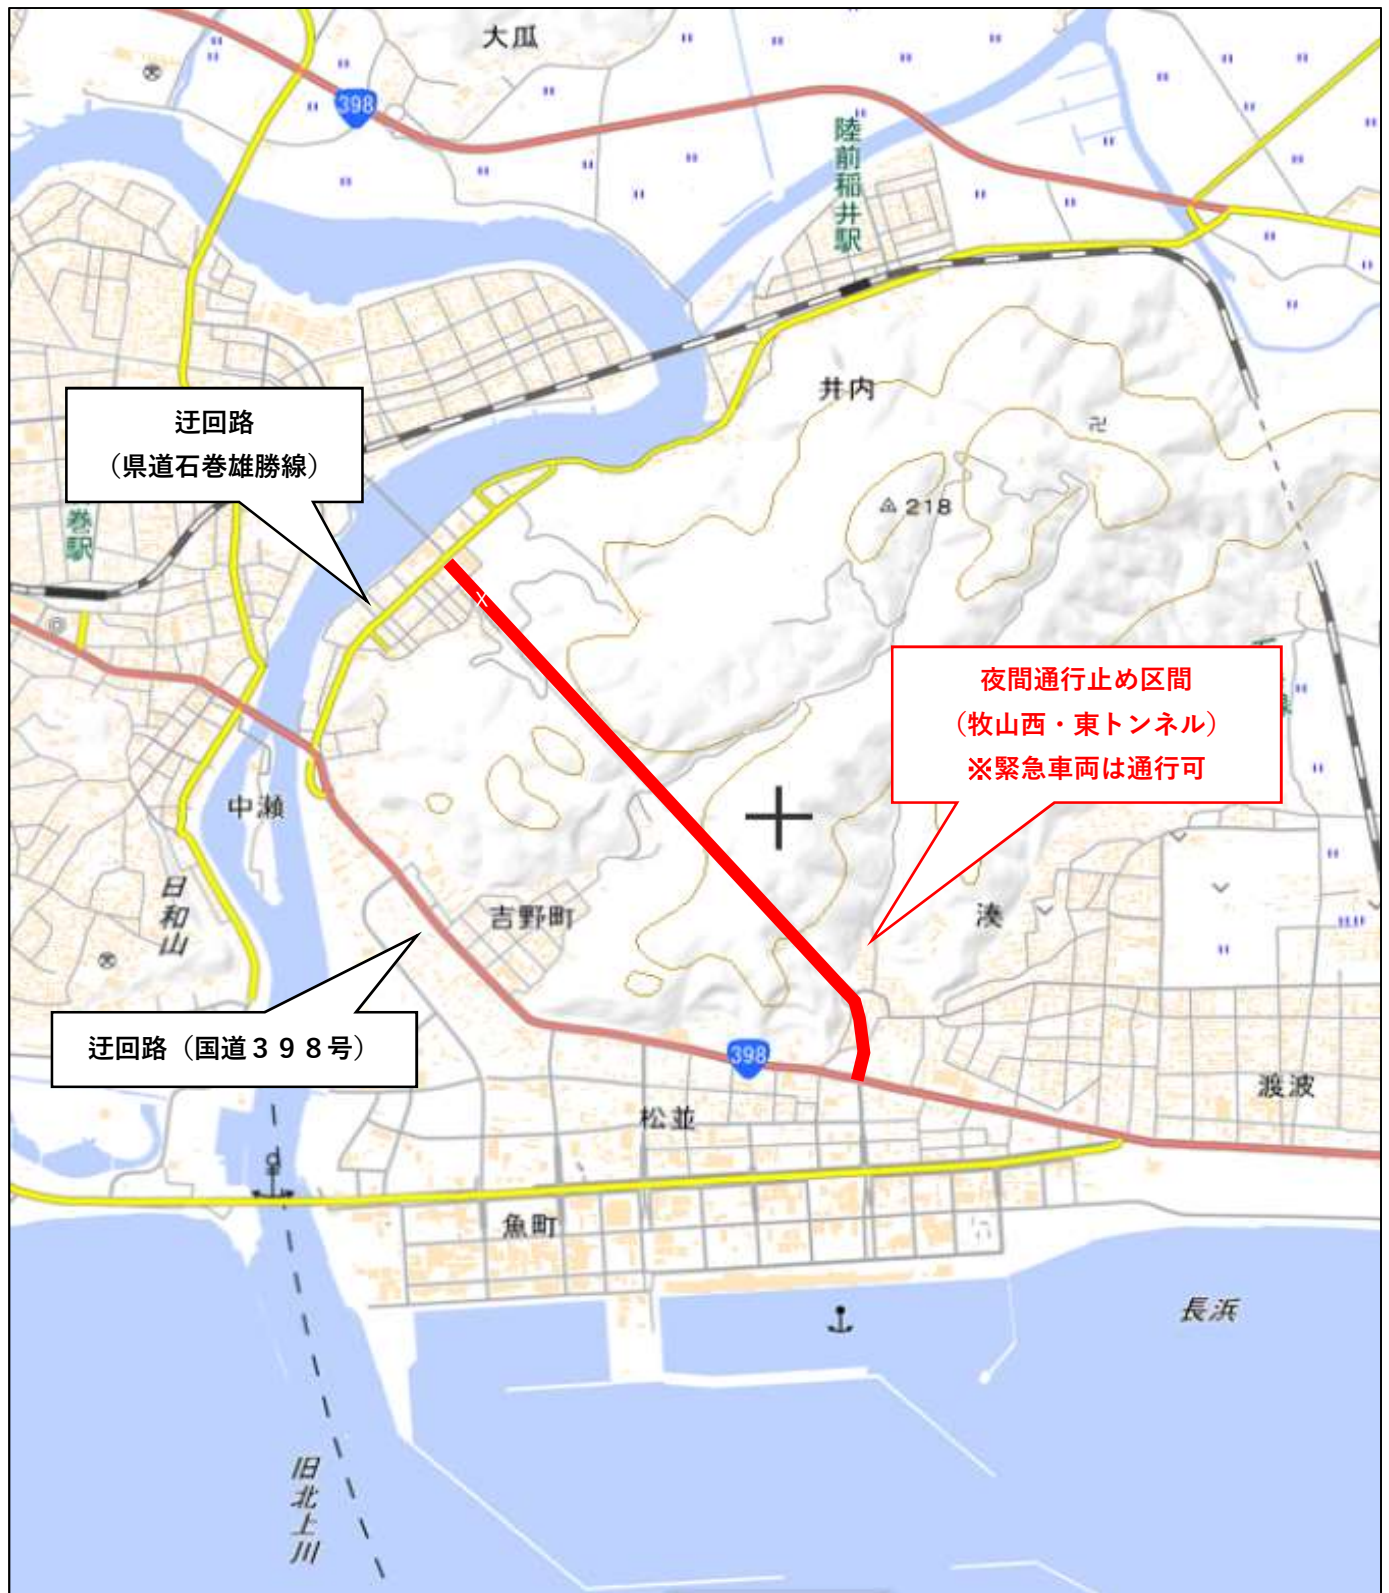 大瓜
398
陸前稲井駅
井内
迂回路
（県道石巻雄勝線）
218
巻駅
夜間通行止め区間
（牧山西・東トンネル）
※緊急車両は通行可
中瀬
日和山
吉野町
湊
迂回路（国道３９８号）
398
渡波
松並
魚町
長浜
旧北上川